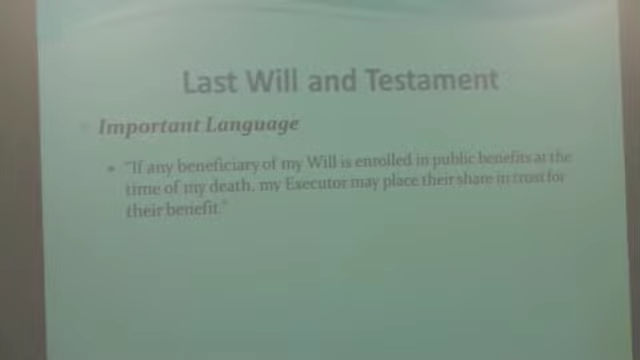 Last Will and Testament
Important Language
• "If any beneficiary of my Will is enrolled in public benefits at the
time of my death, my Executor may place their share in trust for
their benefit."